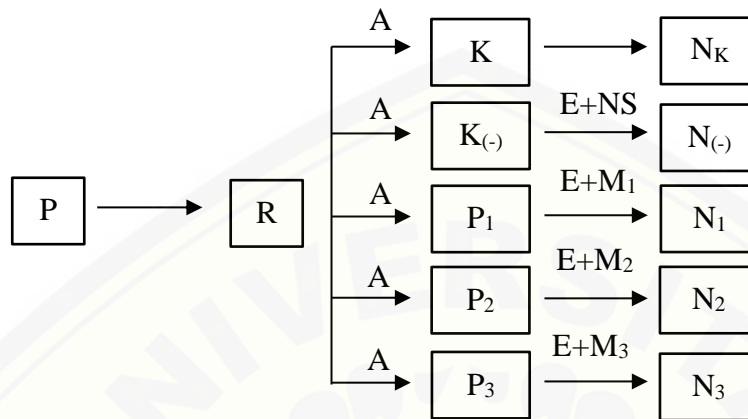 A K N_K
A K_(-) E+NS N_(-)
P R A P_1 E+M_1 N_1
A P_2 E+M_2 N_2
A P_3 E+M_3 N_3